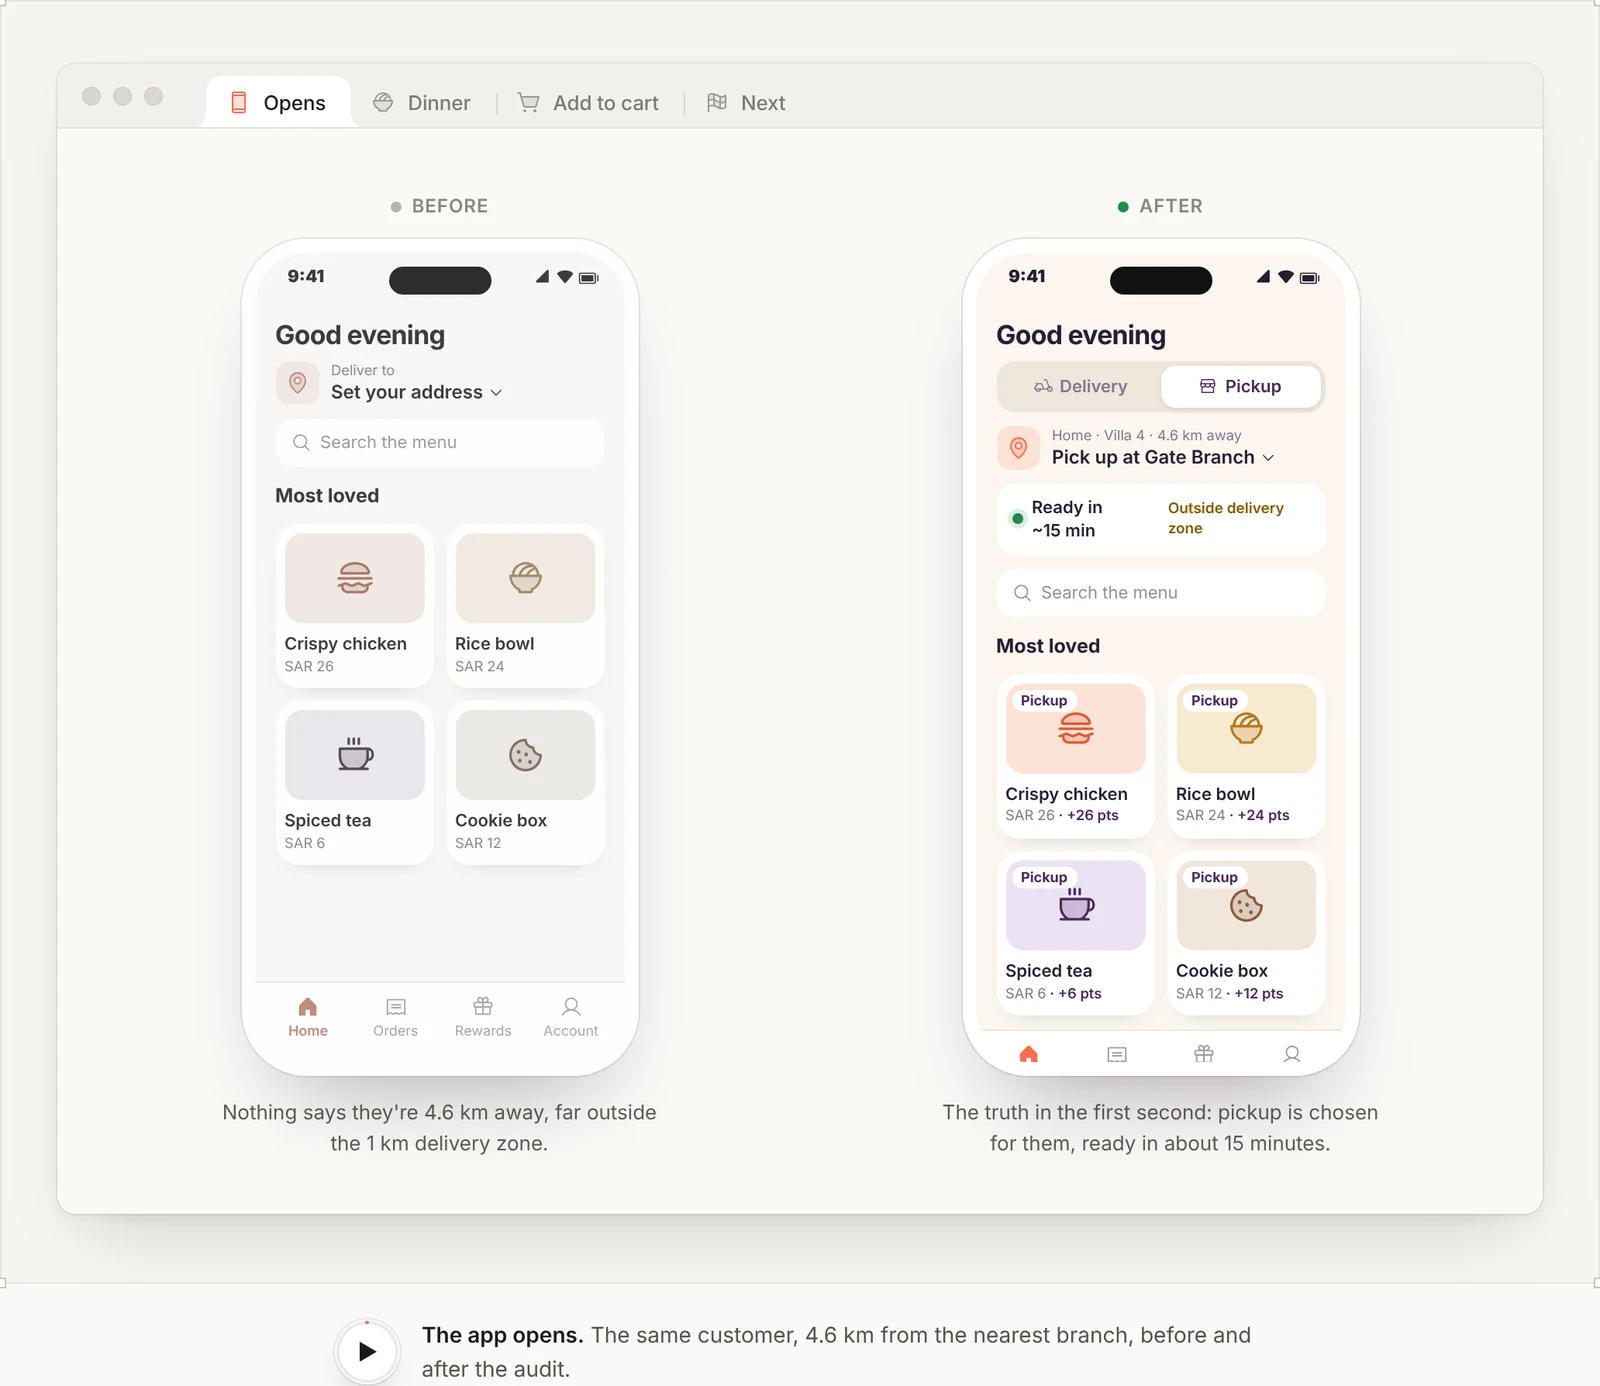 Opens
Dinner
Add to cart
Next
BEFORE
9:41
Good evening
Deliver to
Set your address
Search the menu
Most loved
Crispy chicken
SAR 26
Rice bowl
SAR 24
Spiced tea
SAR 6
Cookie box
SAR 12
Home
Orders
Rewards
Account
Nothing says they're 4.6 km away, far outside
the 1 km delivery zone.
AFTER
9:41
Good evening
Delivery
Pickup
Home · Villa 4 · 4.6 km away
Pick up at Gate Branch
Ready in
~15 min
Outside delivery
zone
Search the menu
Most loved
Pickup
Crispy chicken
SAR 26 · +26 pts
Pickup
Rice bowl
SAR 24 · +24 pts
Pickup
Spiced tea
SAR 6 · +6 pts
Pickup
Cookie box
SAR 12 · +12 pts
The truth in the first second: pickup is chosen
for them, ready in about 15 minutes.
The app opens. The same customer, 4.6 km from the nearest branch, before and
after the audit.